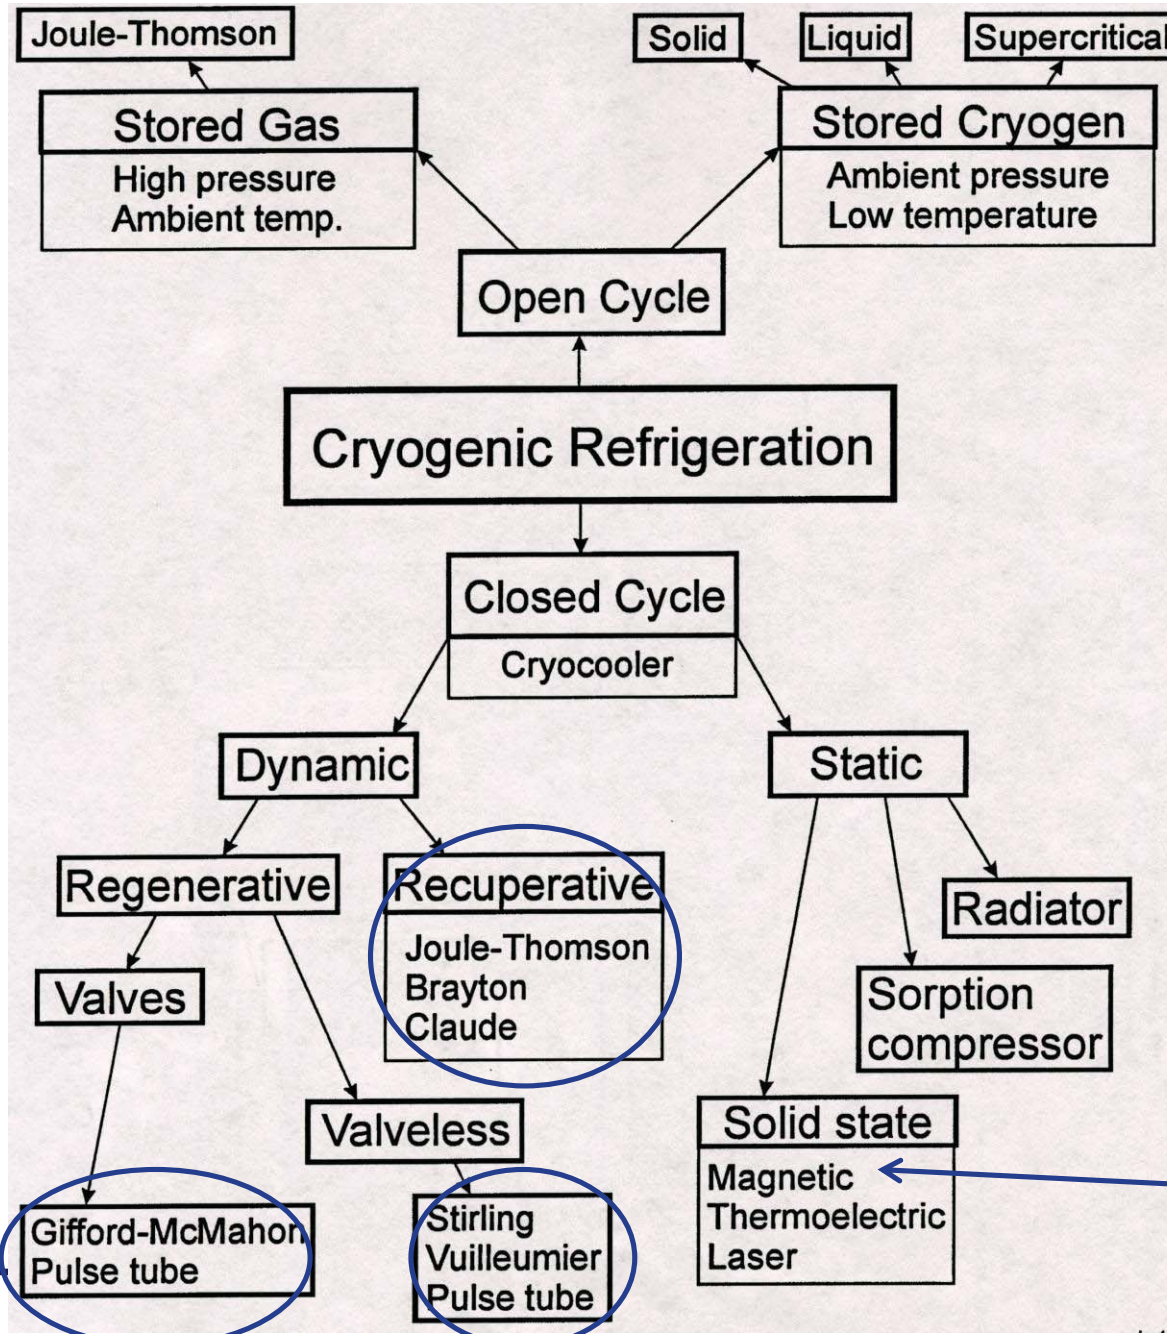 Joule-Thomson
Solid
Liquid
Supercritical
Stored Gas
High pressure
Ambient temp.
Stored Cryogen
Ambient pressure
Low temperature
Open Cycle
Cryogenic Refrigeration
Closed Cycle
Cryocooler
Dynamic
Static
Regenerative
Recuperative
Joule-Thomson
Brayton
Claude
Radiator
Valves
Sorption
compressor
Valveless
Solid state
Magnetic
Thermoelectric
Laser
Gifford-McMahon
Pulse tube
Stirling
Vuilleumier
Pulse tube